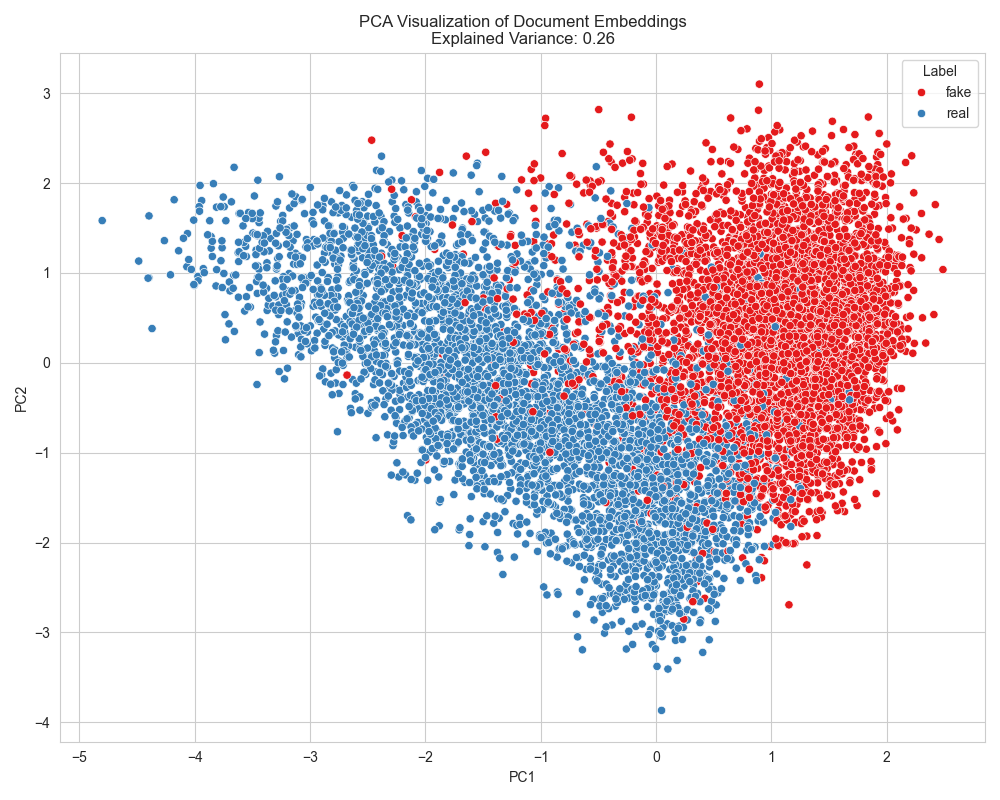 PCA Visualization of Document Embeddings
Explained Variance: 0.26
Label
fake
real
3
2
1
0
−1
−2
−3
−4
PC2
−5
−4
−3
−2
−1
0
1
2
PC1